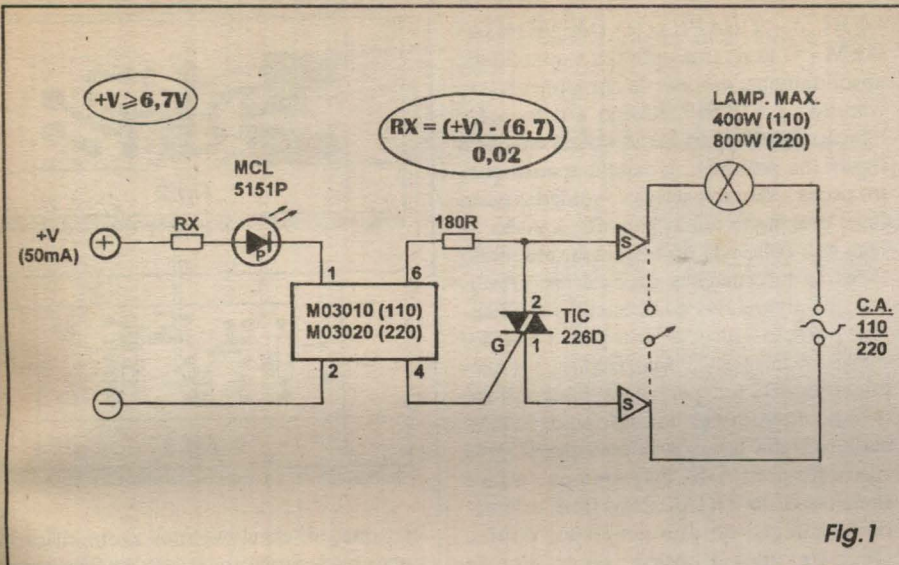 +V≥6,7V
RX = (+V) - (6,7)
0,02
LAMP. MAX.
400W (110)
800W (220)
MCL
5151P
P
RX
180R
+V
(50mA)
+
1
6
S
M03010 (110)
M03020 (220)
2
TIC
226D
G
1
C.A.
110
220
2
4
−
S
Fig. 1